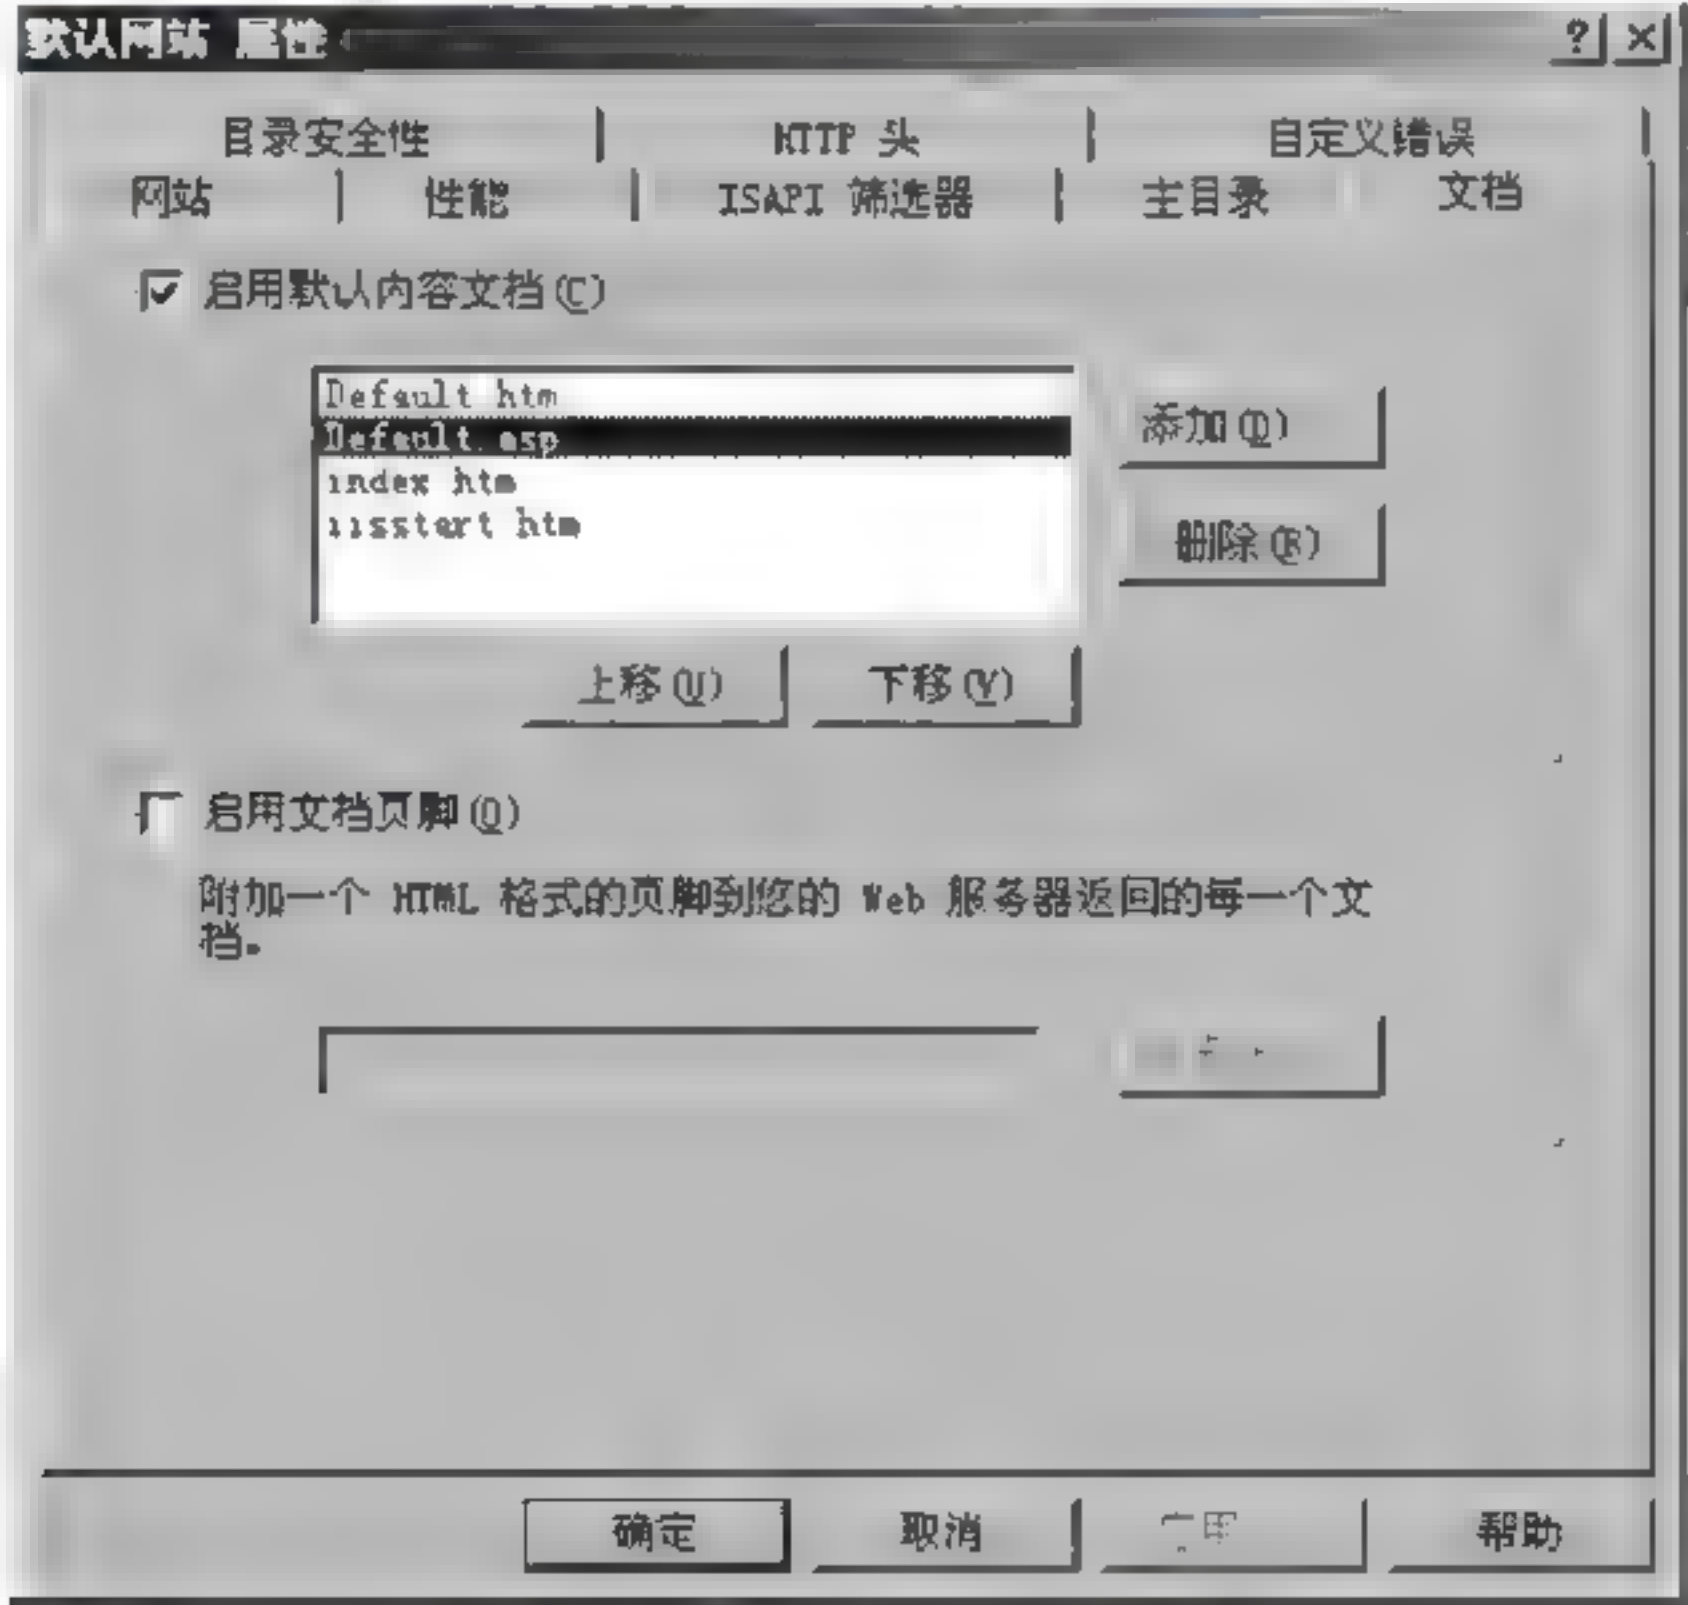 默认网站 属性
目录安全性 HTTP 头 自定义错误
网站 性能 ISAPI 筛选器 主目录 文档
启用默认内容文档(C)
Default htm
Default.asp
index htm
iisstart htm
添加(D)
删除(R)
上移(U) 下移(V)
启用文档页脚(O)
附加一个 HTML 格式的页脚到您的 Web 服务器返回的每一个文
档。
确定 取消 帮助